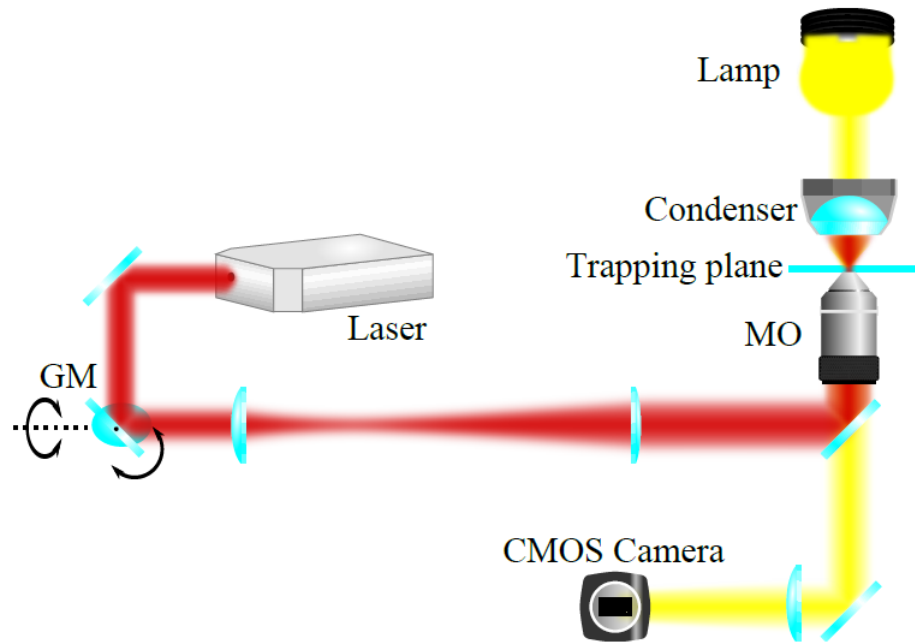 Lamp
Condenser
Trapping plane
Laser
MO
GM
CMOS Camera